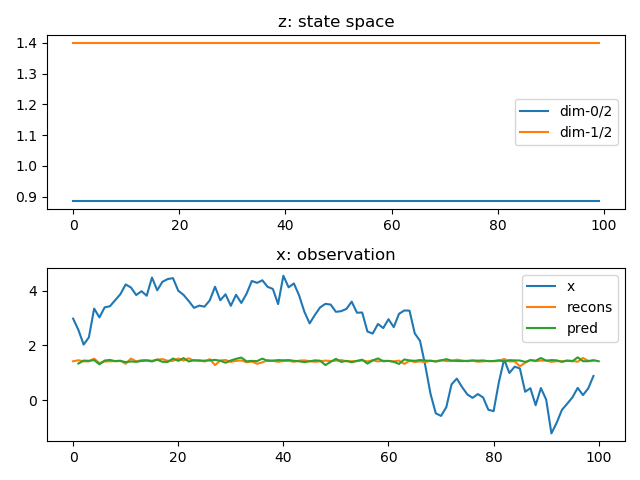 z: state space
1.4
1.3
1.2
1.1
1.0
0.9
dim-0/2
dim-1/2
0 20 40 60 80 100
x: observation
4
2
0
x
recons
pred
0 20 40 60 80 100